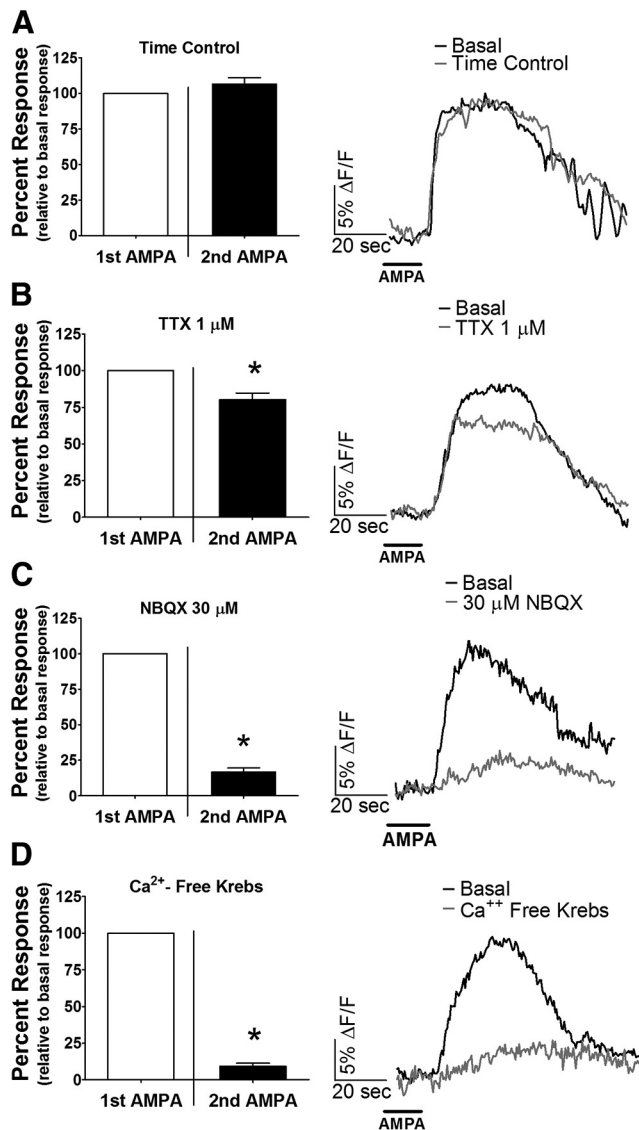 A
Time Control
Percent Response
(relative to basal response)
125
100
75
50
25
0
1st AMPA
2nd AMPA
Basal
Time Control
5% ΔF/F
20 sec
AMPA
B
TTX 1 μM
Percent Response
(relative to basal response)
125
100
75
50
25
0
*
1st AMPA
2nd AMPA
Basal
TTX 1 μM
5% ΔF/F
20 sec
AMPA
C
NBQX 30 μM
Percent Response
(relative to basal response)
125
100
75
50
25
0
*
1st AMPA
2nd AMPA
Basal
30 μM NBQX
5% ΔF/F
20 sec
AMPA
D
Ca²⁺- Free Krebs
Percent Response
(relative to basal response)
125
100
75
50
25
0
*
1st AMPA
2nd AMPA
Basal
Ca⁺⁺ Free Krebs
5% ΔF/F
20 sec
AMPA